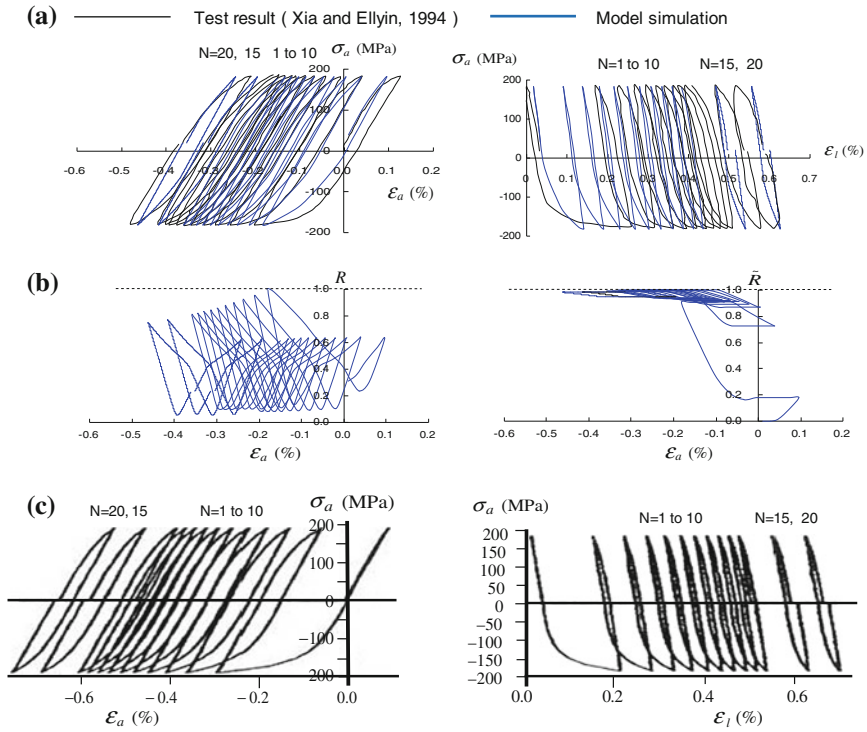 (a) Test result ( Xia and Ellyin, 1994 ) Model simulation
N=20, 15 1 to 10
σa (MPa)
200
100
0
-100
-200
-0.6 -0.5 -0.4 -0.3 -0.2 -0.1 0.0 0.1 0.2
εa (%)
σa (MPa)
N=1 to 10 N=15, 20
200
100
0
-100
-200
0 0.1 0.2 0.3 0.4 0.5 0.6 0.7
εl (%)
(b)
R
1.0
0.8
0.6
0.4
0.2
0.0
-0.6 -0.5 -0.4 -0.3 -0.2 -0.1 0.0 0.1 0.2
εa (%)
R̄
1.0
0.8
0.6
0.4
0.2
0.0
-0.6 -0.5 -0.4 -0.3 -0.2 -0.1 0 0.1 0.2
εa (%)
(c)
N=20, 15 N=1 to 10
σa (MPa)
200
100
0
−100
−200
−0.6 −0.4 −0.2 0.0
εa (%)
σa (MPa)
N=1 to 10 N=15, 20
200
150
100
50
0
−50
−100
−150
−200
0.0 0.2 0.4 0.6
εl (%)